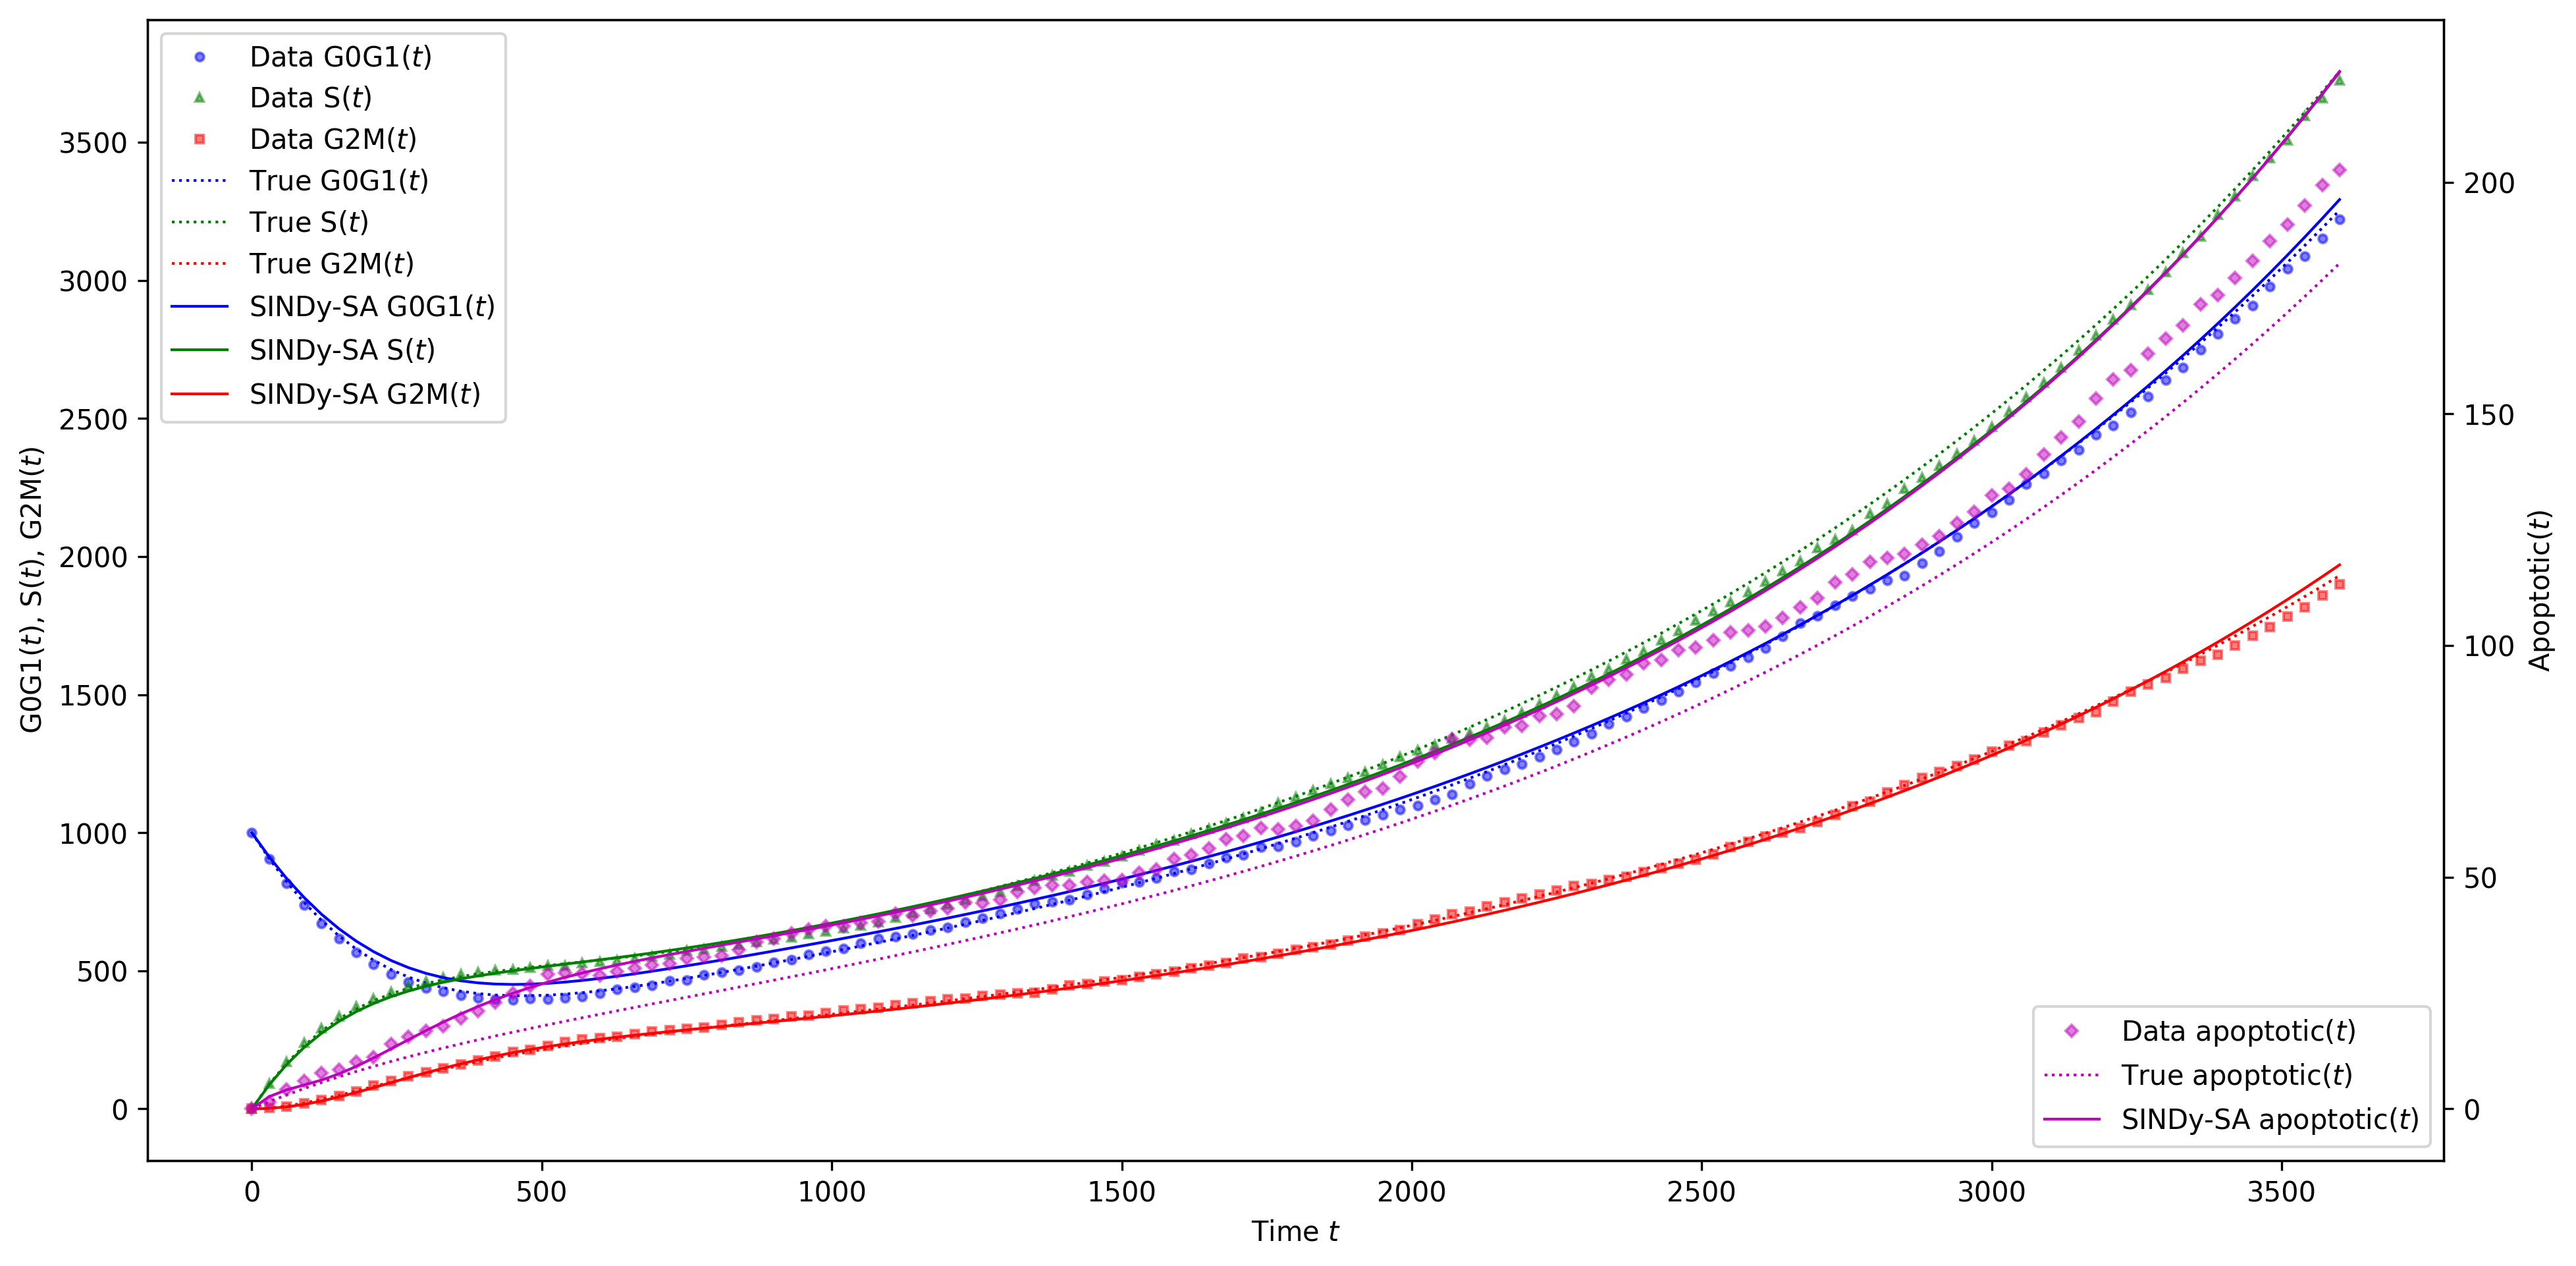 Data G0G1(t)
Data S(t)
Data G2M(t)
True G0G1(t)
True S(t)
True G2M(t)
SINDy-SA G0G1(t)
SINDy-SA S(t)
SINDy-SA G2M(t)
3500
3000
2500
2000
1500
1000
500
0
G0G1(t), S(t), G2M(t)
200
150
100
50
0
Apoptotic(t)
Data apoptotic(t)
True apoptotic(t)
SINDy-SA apoptotic(t)
0 500 1000 1500 2000 2500 3000 3500
Time t